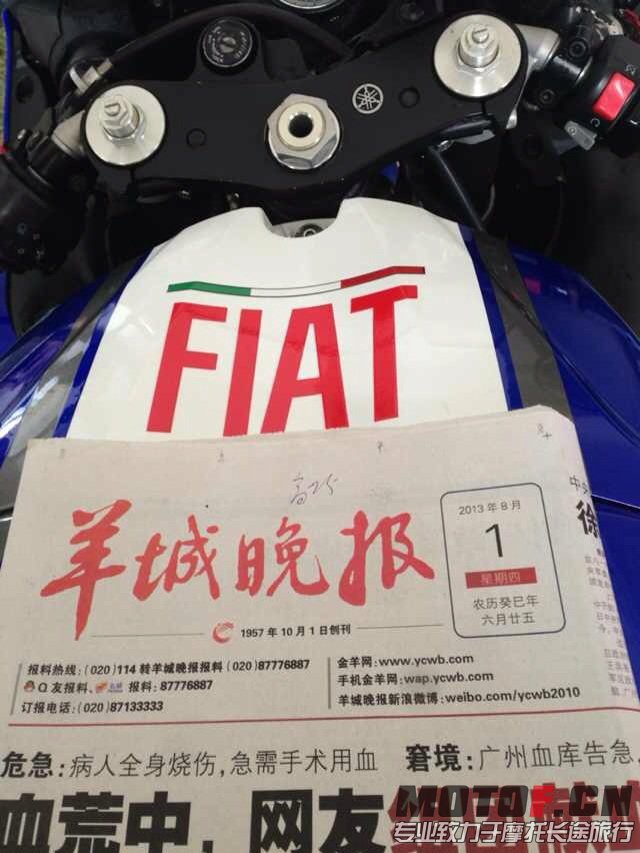 FIAT
羊城晚报
2013年8月
1
星期四
农历癸巳年
六月廿五
1957年10月1日创刊
报料热线:(020)114 转羊城晚报报料 (020)87776887
Q友报料、 报料: 87776887
订报电话:(020)87133333
金羊网:www.ycwb.com
手机金羊网:wap.ycwb.com
羊城晚报新浪微博:weibo.com/ycwb2010
危急:病人全身烧伤,急需手术用血
窘境:广州血库告急
血荒中,网友
MOTO8.CN
专业致力于摩托长途旅行